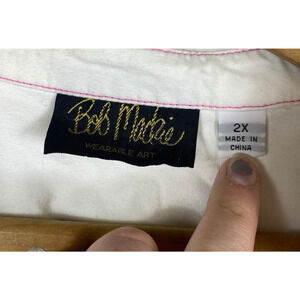 Bob Mackie
WEARABLE ART
2X
MADE IN
CHINA